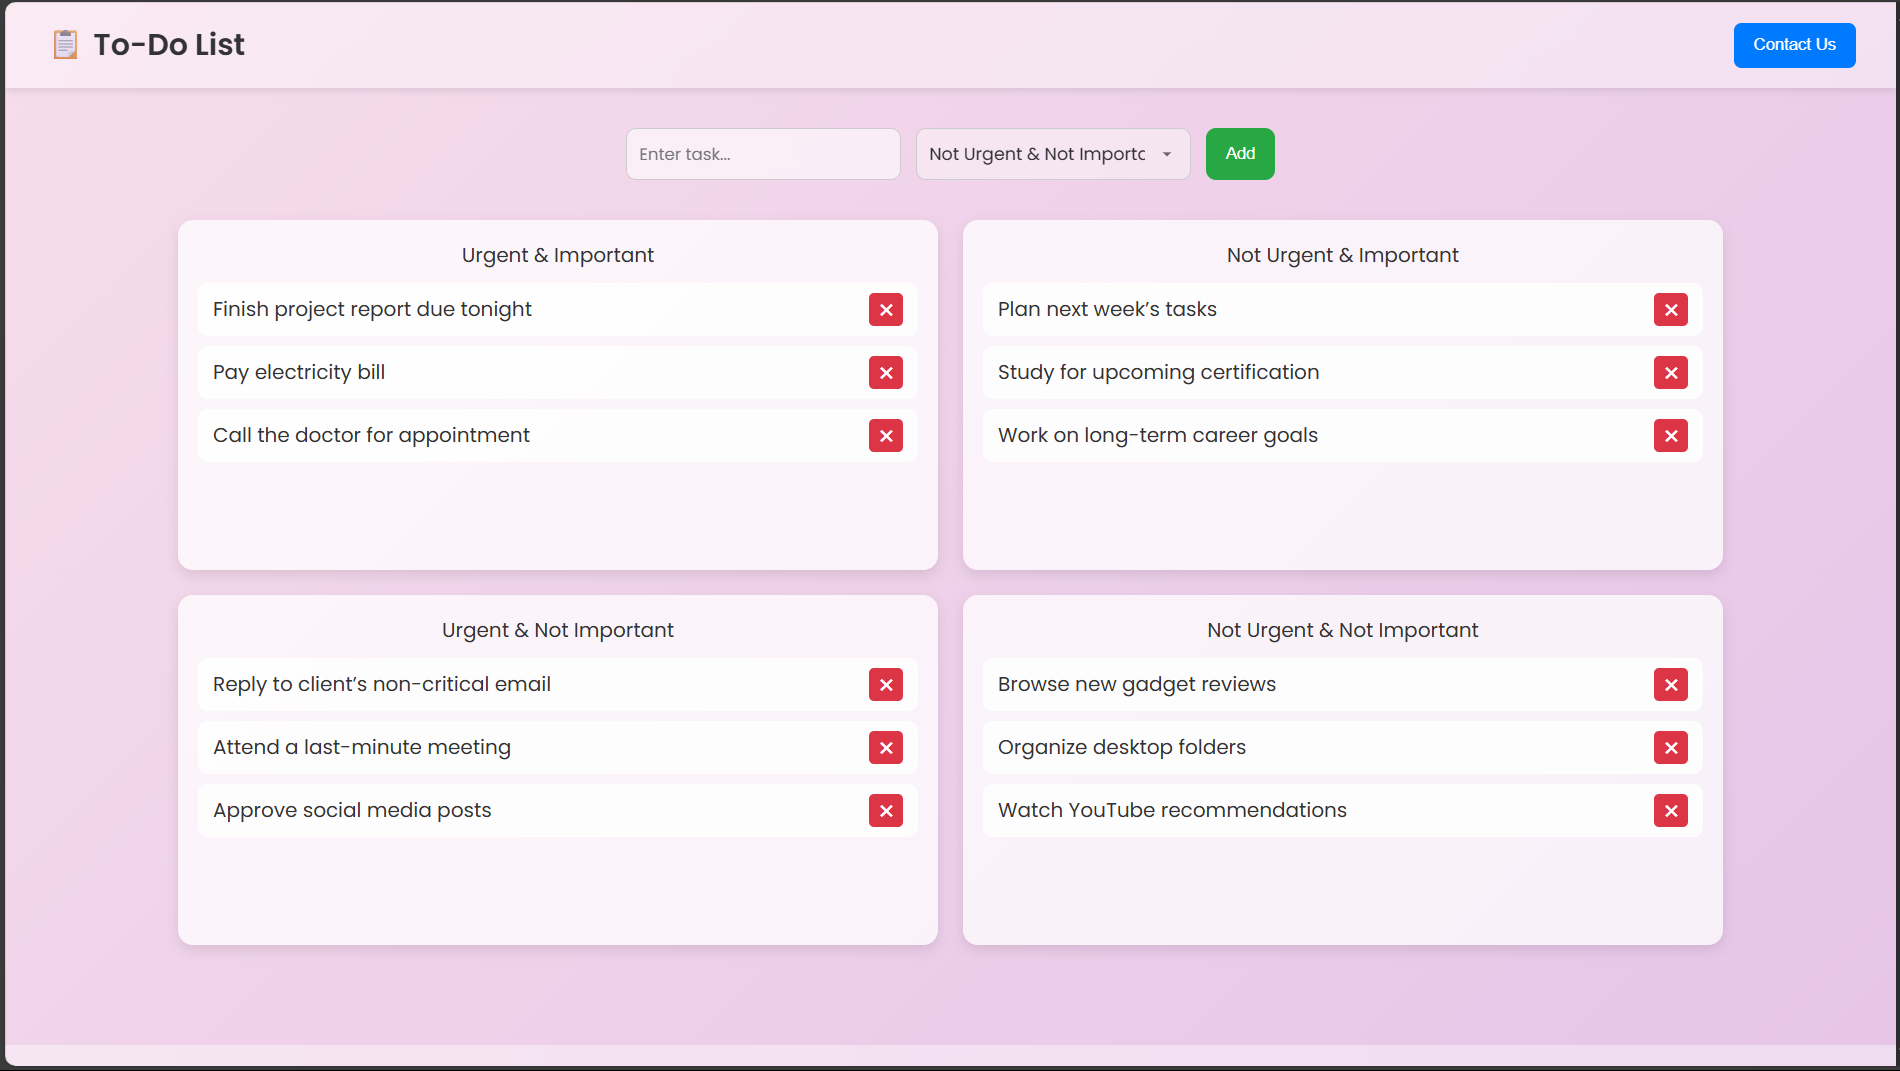 To-Do List
Contact Us
Enter task...
Not Urgent & Not Importa
Add
Urgent & Important
Finish project report due tonight
Pay electricity bill
Call the doctor for appointment
Not Urgent & Important
Plan next week’s tasks
Study for upcoming certification
Work on long-term career goals
Urgent & Not Important
Reply to client’s non-critical email
Attend a last-minute meeting
Approve social media posts
Not Urgent & Not Important
Browse new gadget reviews
Organize desktop folders
Watch YouTube recommendations